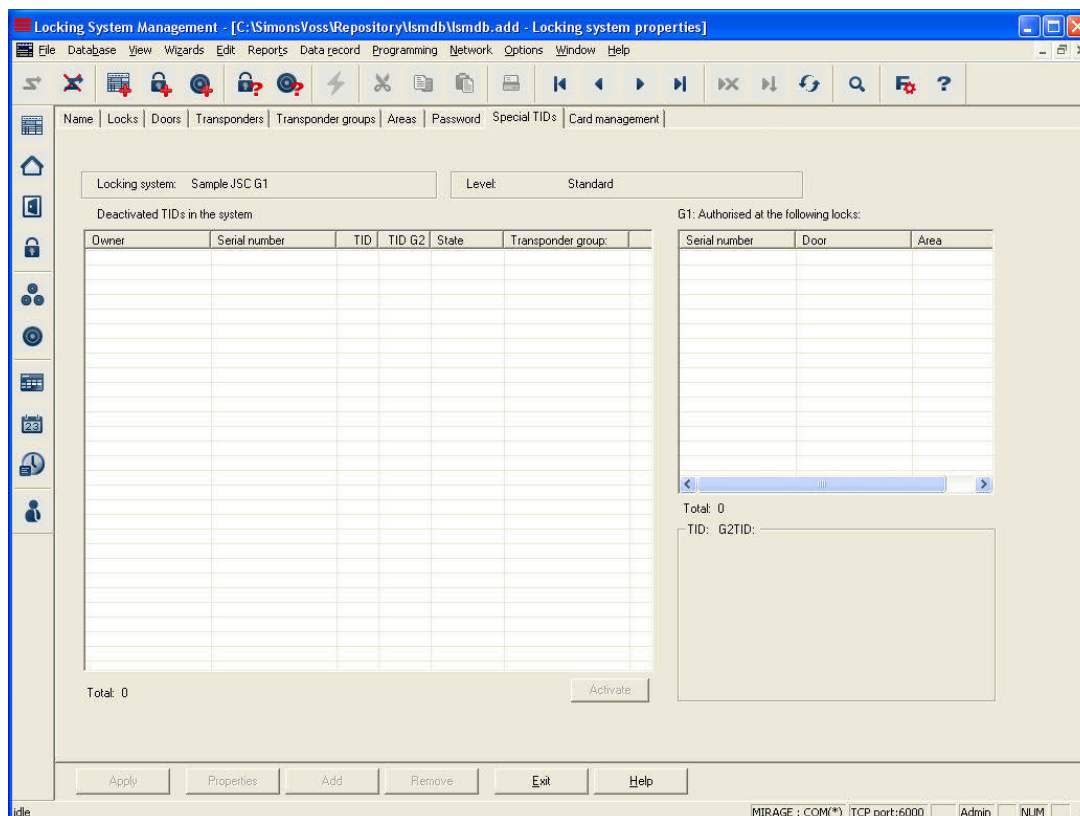 Locking System Management - [C:\SimonsVoss\Repository\lsmdb\lsmdb.add - Locking system properties]
File Database View Wizards Edit Reports Data record Programming Network Options Window Help
Name Locks Doors Transponders Transponder groups Areas Password Special TIDs Card management
Locking system: Sample JSC G1 Level: Standard
Deactivated TIDs in the system G1: Authorised at the following locks:
Owner Serial number TID TID G2 State Transponder group: Serial number Door Area
23
Total: 0
TID: G2TID:
Total: 0 Activate
Apply Properties Add Remove Exit Help
idle MIRAGE : COM(*) TCP port:6000 Admin NUM